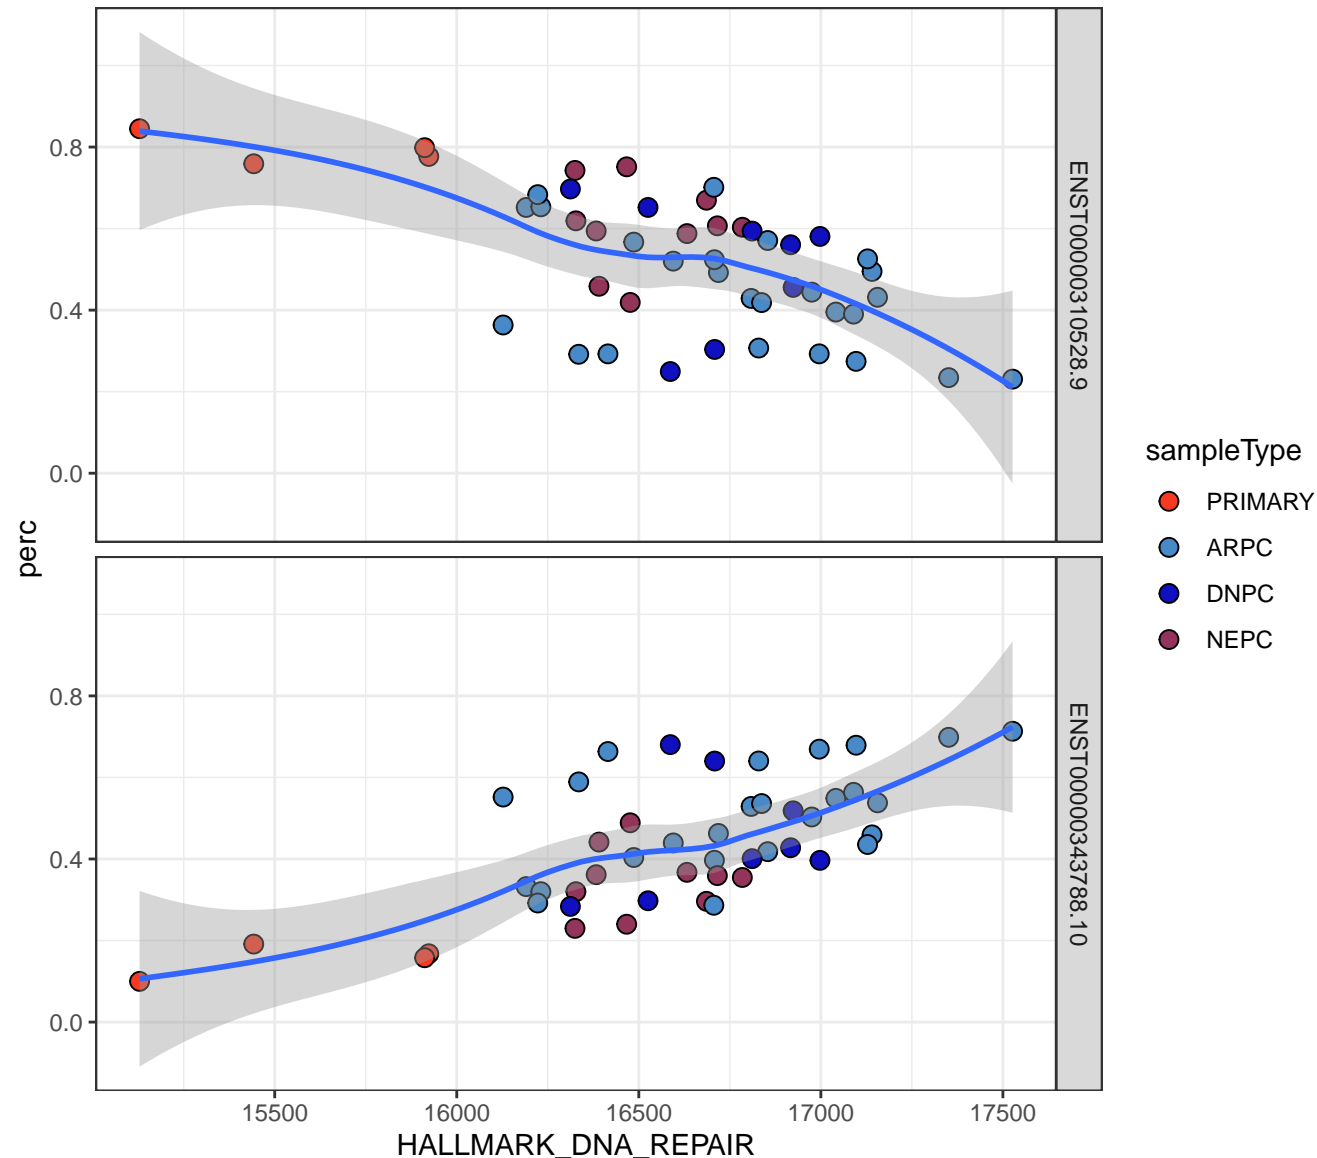 0.8
0.4
0.0
ENST00000310528.9
0.8
0.4
0.0
ENST00000343788.10
perc
15500
16000
16500
17000
17500
HALLMARK_DNA_REPAIR
sampleType
PRIMARY
ARPC
DNPC
NEPC